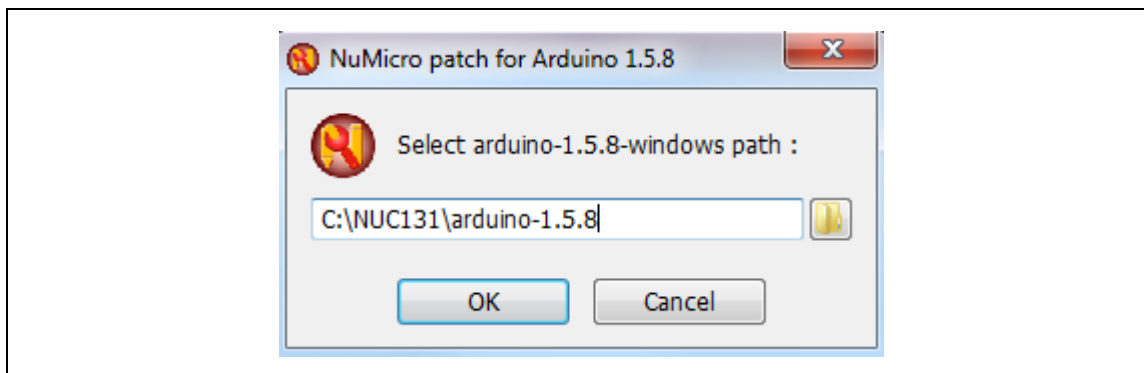 NuMicro patch for Arduino 1.5.8
Select arduino-1.5.8-windows path :
C:\NUC131\arduino-1.5.8
OK Cancel